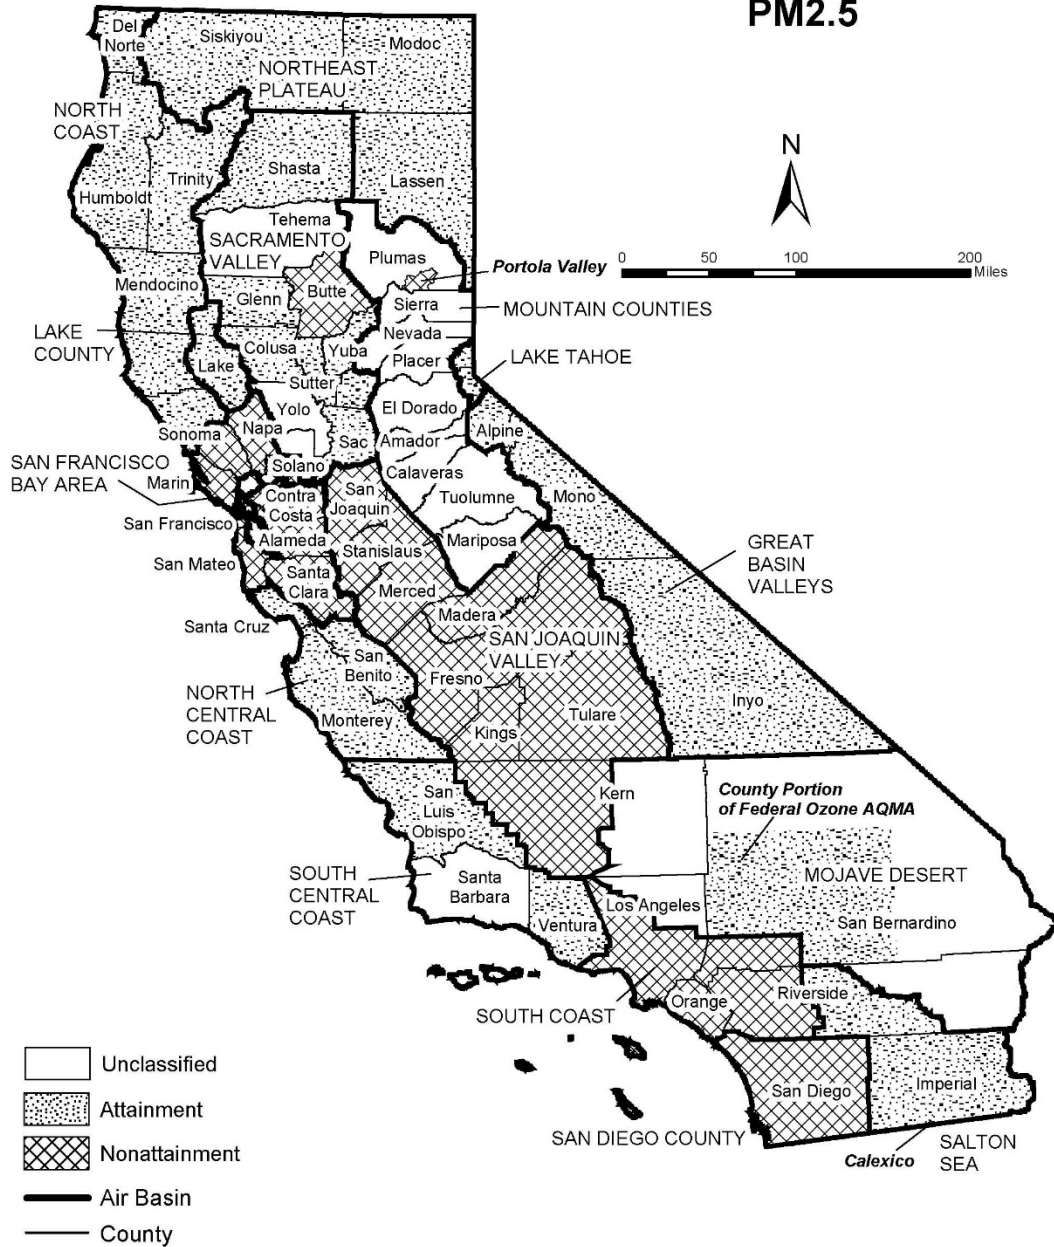 PM2.5
Del
Norte
Siskiyou
Modoc
NORTHEAST
PLATEAU
NORTH
COAST
N
Shasta
Trinity
Lassen
Humboldt
Tehema
SACRAMENTO
VALLEY
Plumas
Portola Valley
0 50 100 200
Miles
Mendocino
Glenn
Butte
Sierra
MOUNTAIN COUNTIES
LAKE
COUNTY
Nevada
Colusa
Yuba
Placer
LAKE TAHOE
Lake
Sutter
Yolo
El Dorado
Napa
Sonoma
Sac
Amador
Alpine
SAN FRANCISCO
BAY AREA
Solano
Marin
Calaveras
Contra
Costa
San
Joaquin
Tuolumne
Mono
San Francisco
Alameda
Stanislaus
Mariposa
GREAT
BASIN
VALLEYS
San Mateo
Santa
Clara
Merced
Madera
Santa Cruz
SAN JOAQUIN
VALLEY
San
Benito
Fresno
NORTH
CENTRAL
COAST
Inyo
Monterey
Kings
Tulare
San
Luis
Obispo
Kern
County Portion
of Federal Ozone AQMA
SOUTH
CENTRAL
COAST
Santa
Barbara
MOJAVE DESERT
Los Angeles
Ventura
San Bernardino
Orange
Riverside
SOUTH COAST
Unclassified
San Diego
Imperial
Attainment
SAN DIEGO COUNTY
SALTON
SEA
Nonattainment
Calexico
Air Basin
County